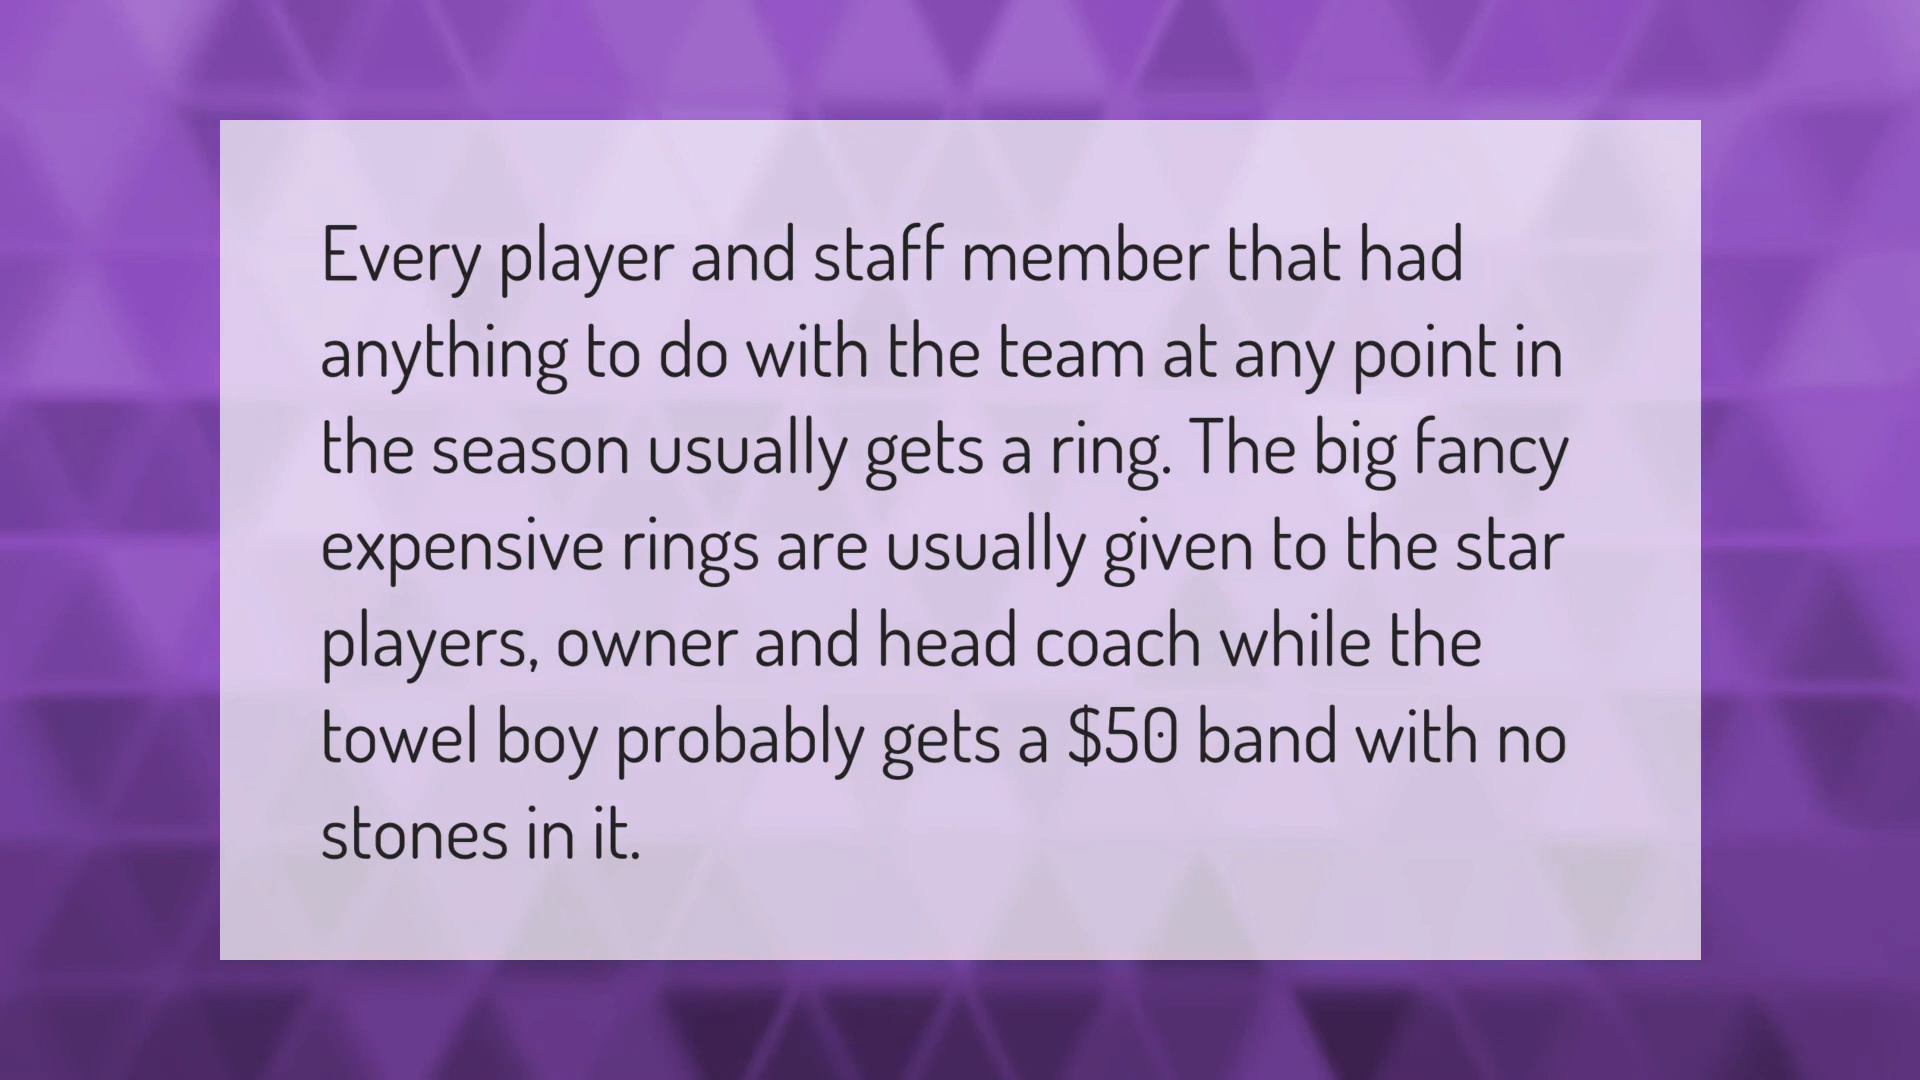 Every player and staff member that had
anything to do with the team at any point in
the season usually gets a ring. The big fancy
expensive rings are usually given to the star
players, owner and head coach while the
towel boy probably gets a $50 band with no
stones in it.